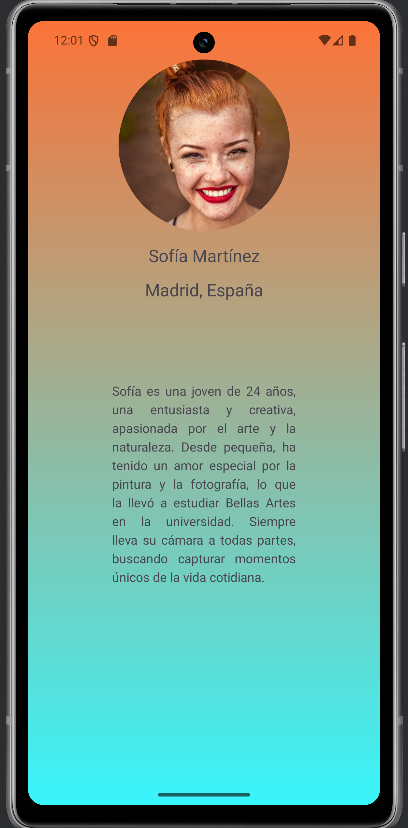 12:01
Sofía Martínez
Madrid, España
Sofía es una joven de 24 años,
una entusiasta y creativa,
apasionada por el arte y la
naturaleza. Desde pequeña, ha
tenido un amor especial por la
pintura y la fotografía, lo que
la llevó a estudiar Bellas Artes
en la universidad. Siempre
lleva su cámara a todas partes,
buscando capturar momentos
únicos de la vida cotidiana.